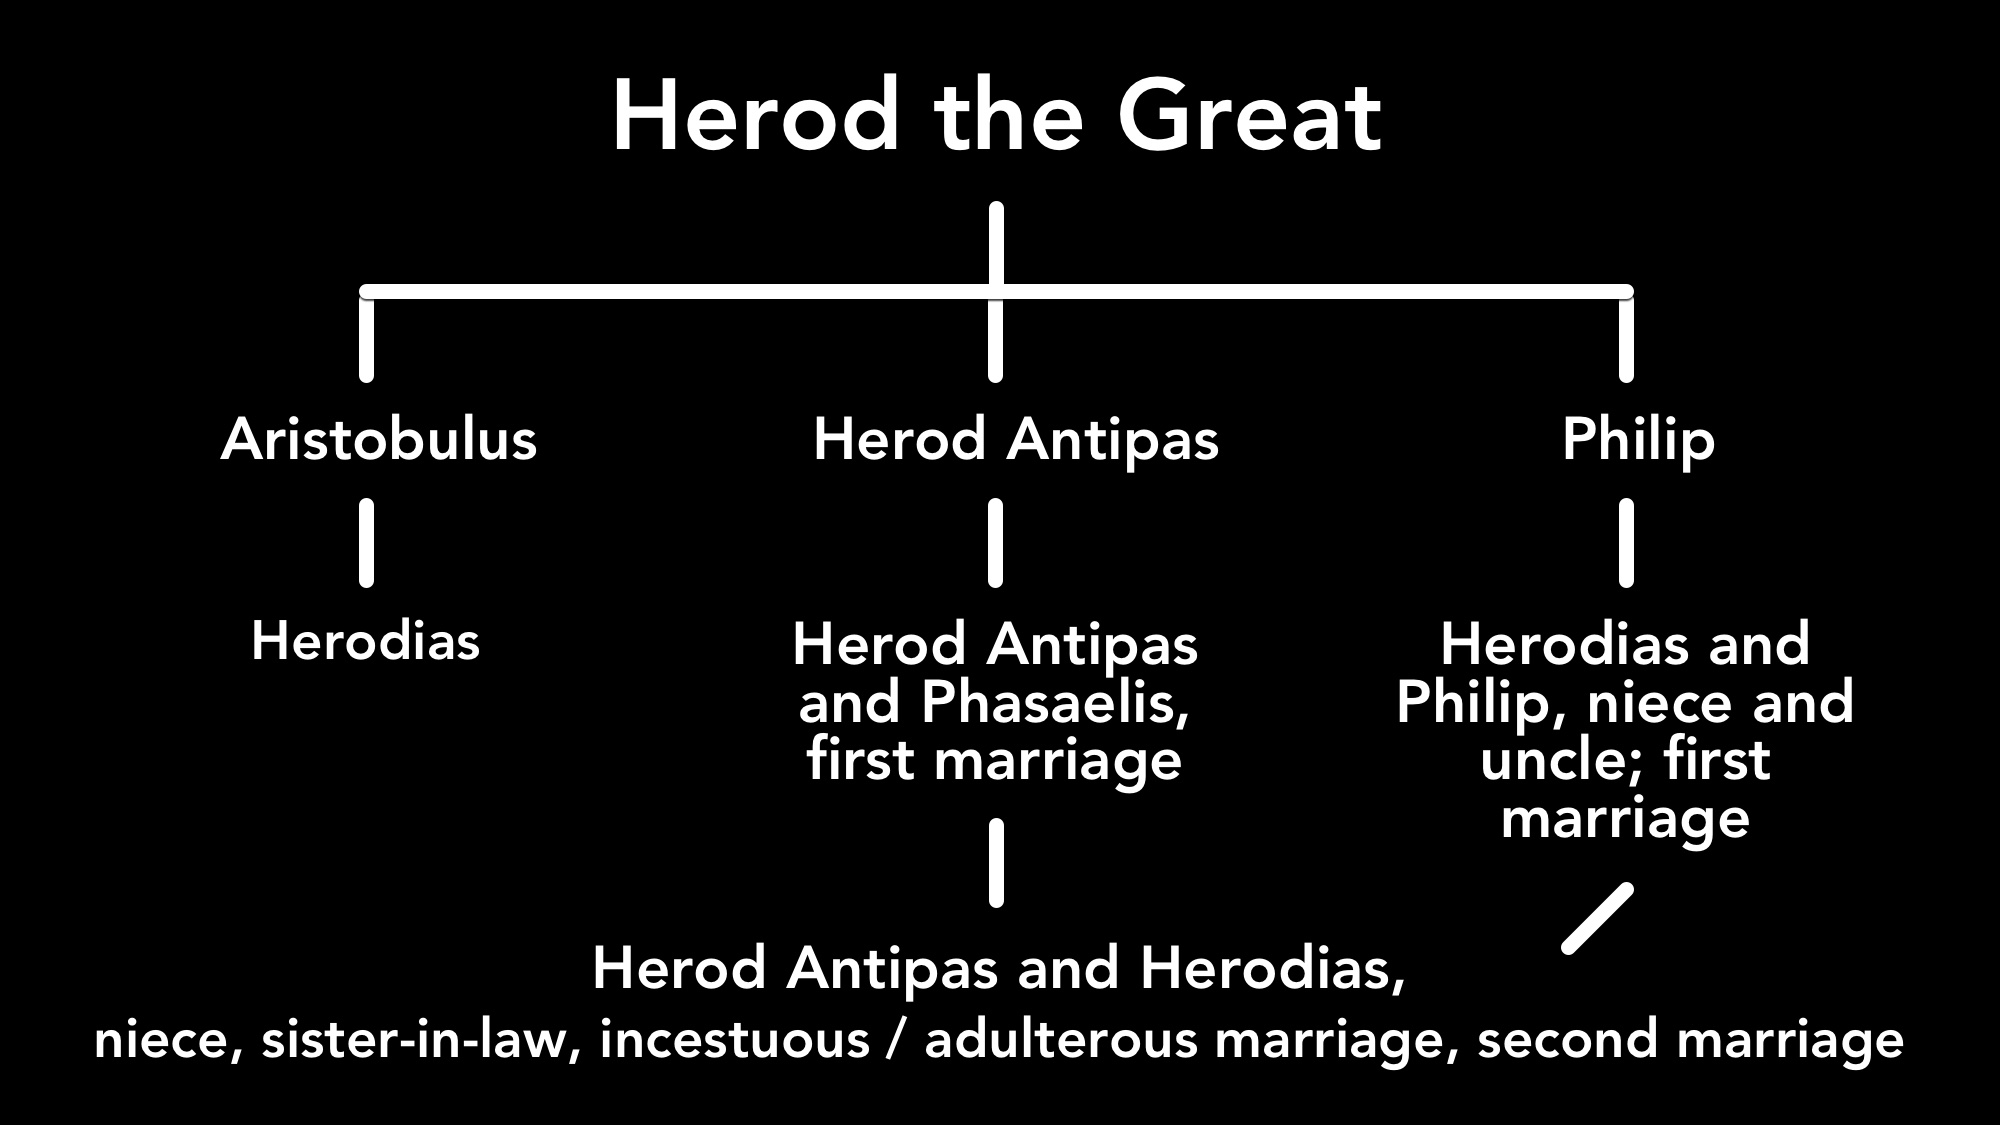 Herod the Great
Aristobulus
Herod Antipas
Philip
Herodias
Herod Antipas
and Phasaelis,
first marriage
Herodias and
Philip, niece and
uncle; first
marriage
Herod Antipas and Herodias,
niece, sister-in-law, incestuous / adulterous marriage, second marriage